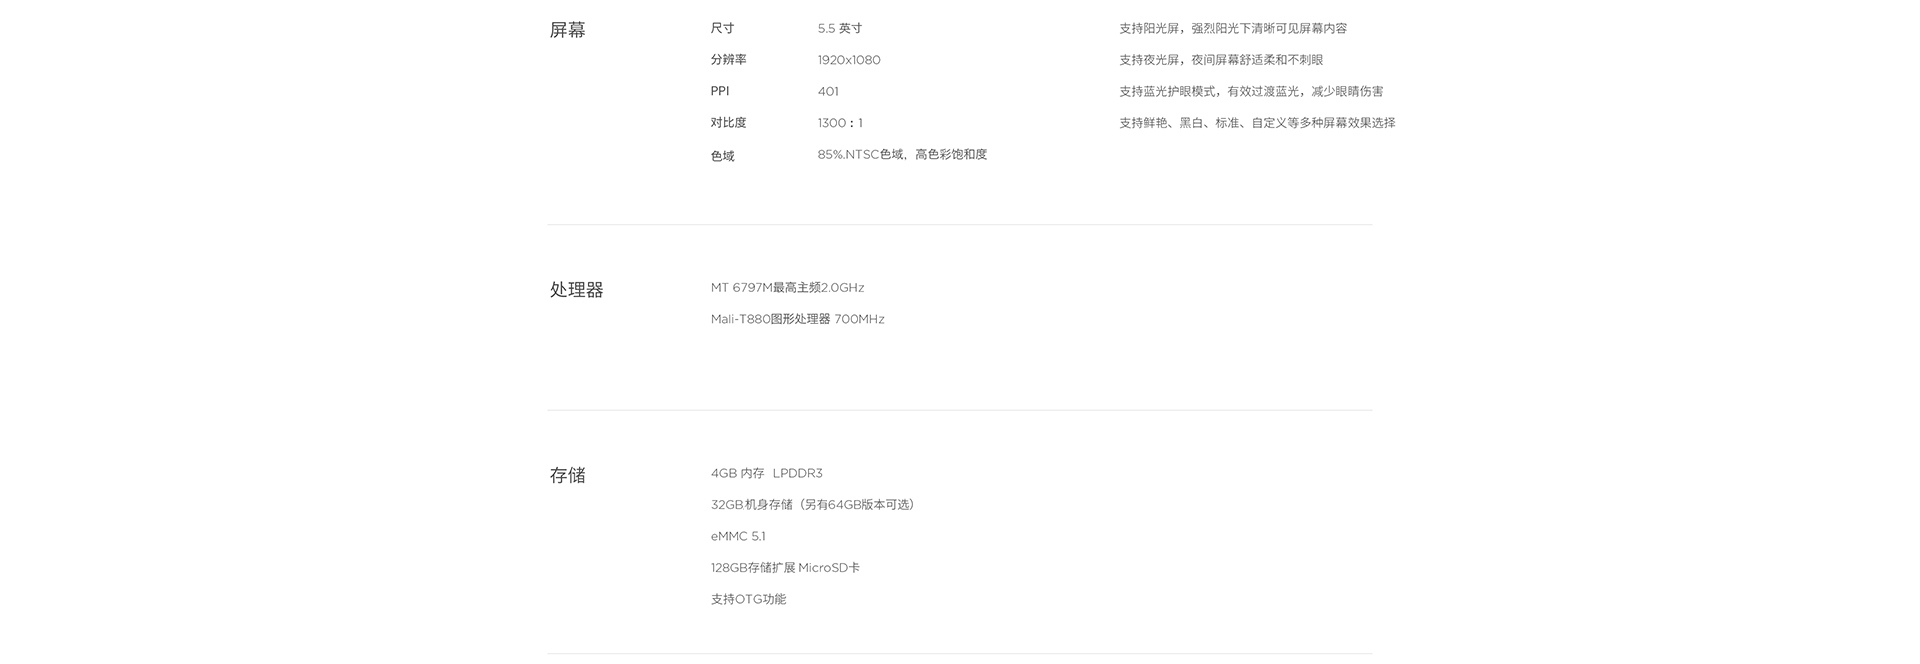 屏幕
尺寸 5.5 英寸 支持阳光屏，强烈阳光下清晰可见屏幕内容
分辨率 1920x1080 支持夜光屏，夜间屏幕舒适柔和不刺眼
PPI 401 支持蓝光护眼模式，有效过渡蓝光，减少眼睛伤害
对比度 1300：1 支持鲜艳、黑白、标准、自定义等多种屏幕效果选择
色域 85%.NTSC色域，高色彩饱和度
处理器
MT 6797M最高主频2.0GHz
Mali-T880图形处理器 700MHz
存储
4GB 内存 LPDDR3
32GB.机身存储（另有64GB版本可选）
eMMC 5.1
128GB存储扩展 MicroSD卡
支持OTG功能